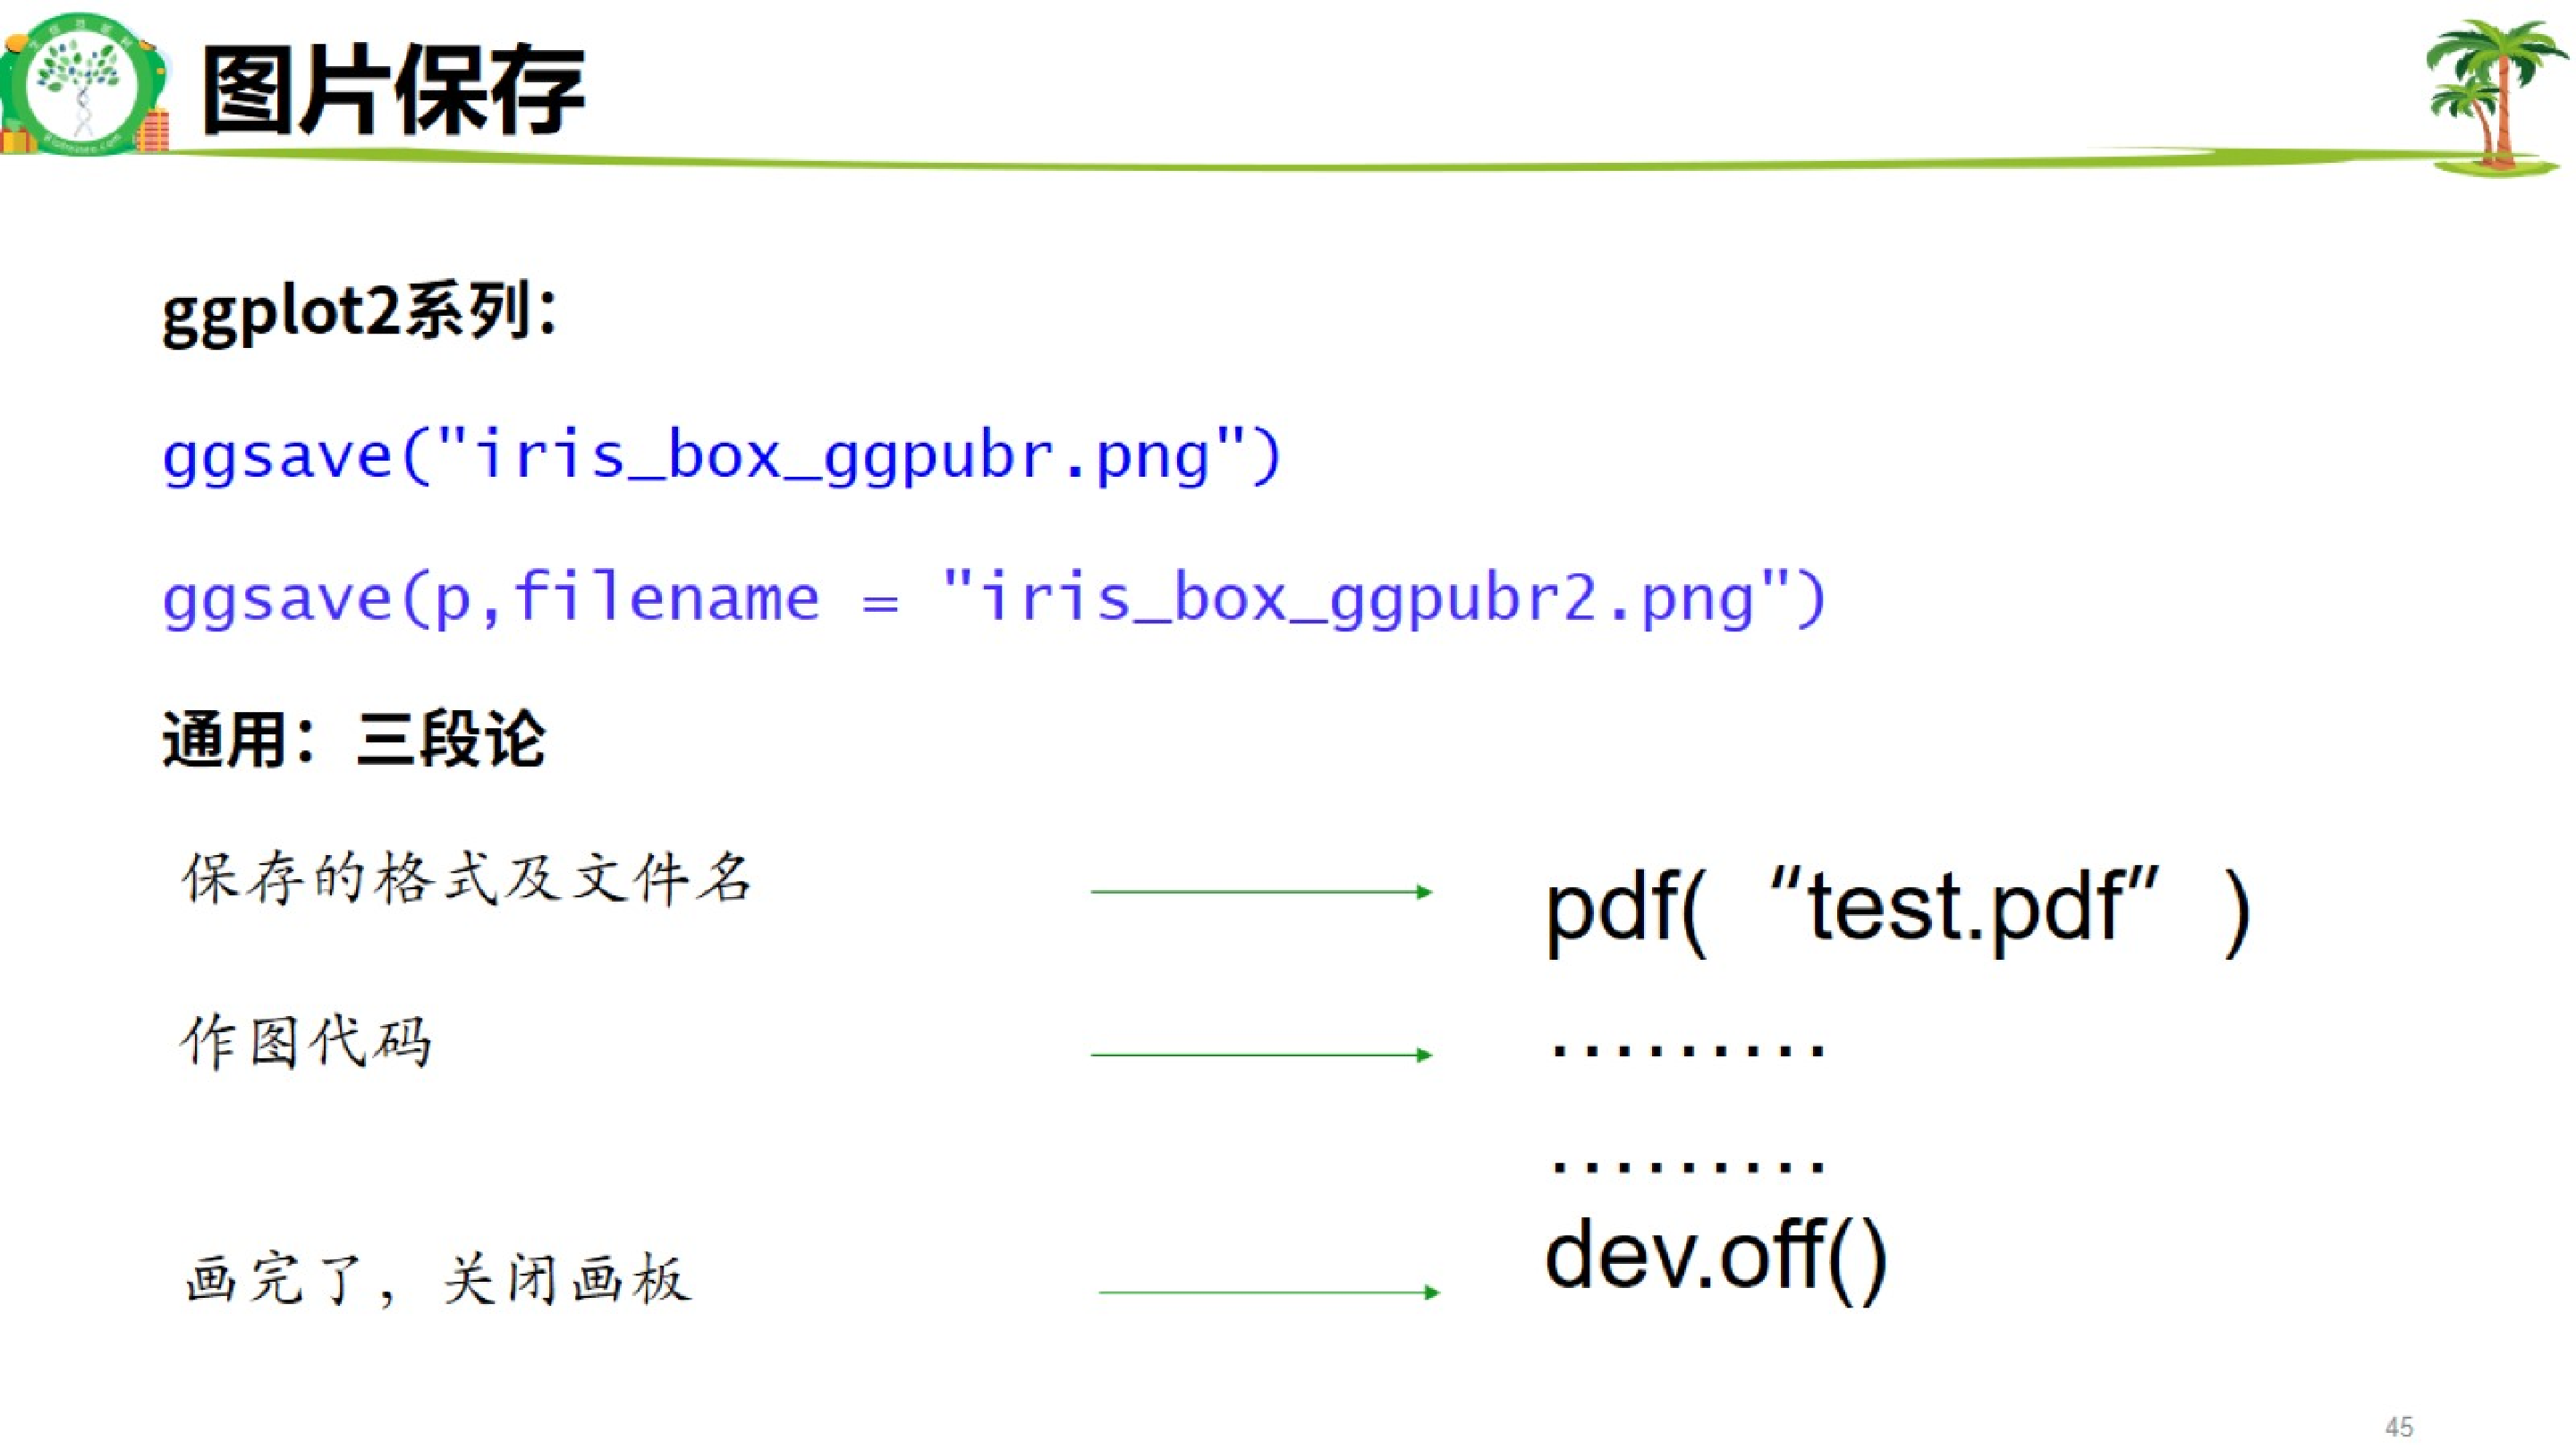 图片保存
ggplot2系列：
ggsave("iris_box_ggpubr.png")
ggsave(p,filename = "iris_box_ggpubr2.png")
通用：三段论
保存的格式及文件名
pdf(“test.pdf”)
作图代码
………
………
画完了，关闭画板
dev.off()
45